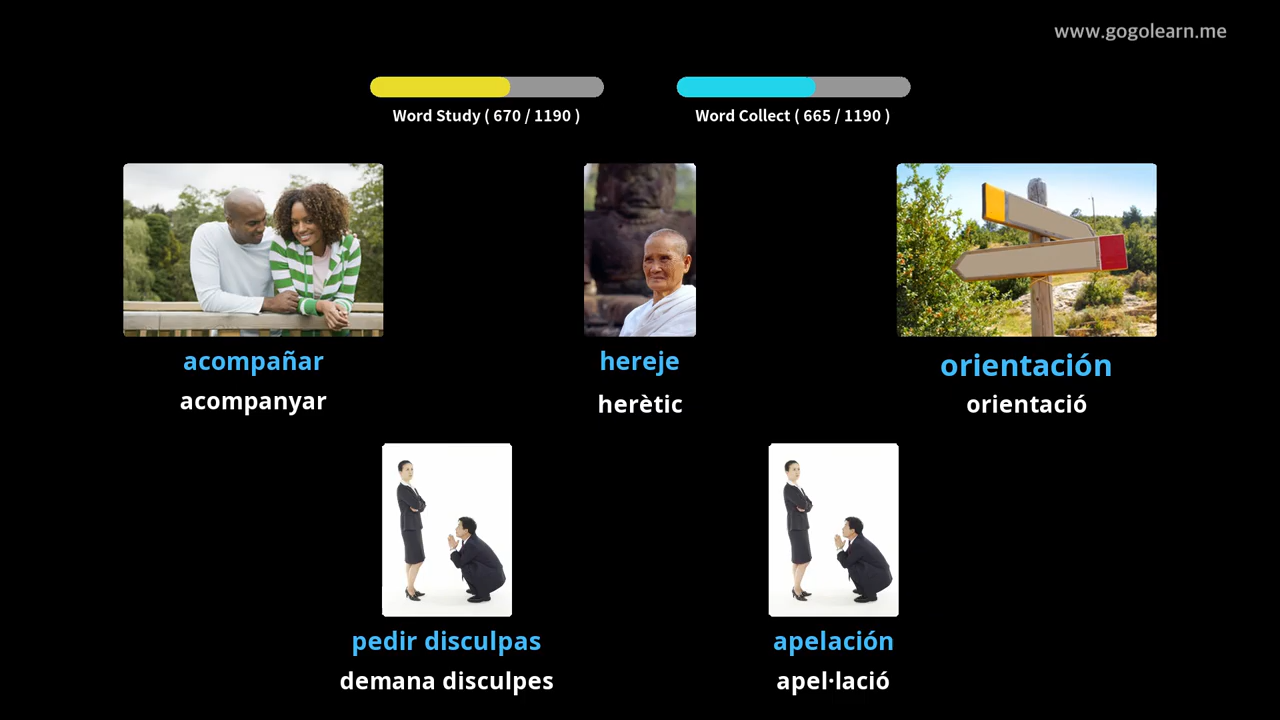 www.gogolearn.me
Word Study ( 670 / 1190 )
Word Collect ( 665 / 1190 )
acompañar
acompanyar
hereje
herètic
orientación
orientació
pedir disculpas
demana disculpes
apelación
apel·lació